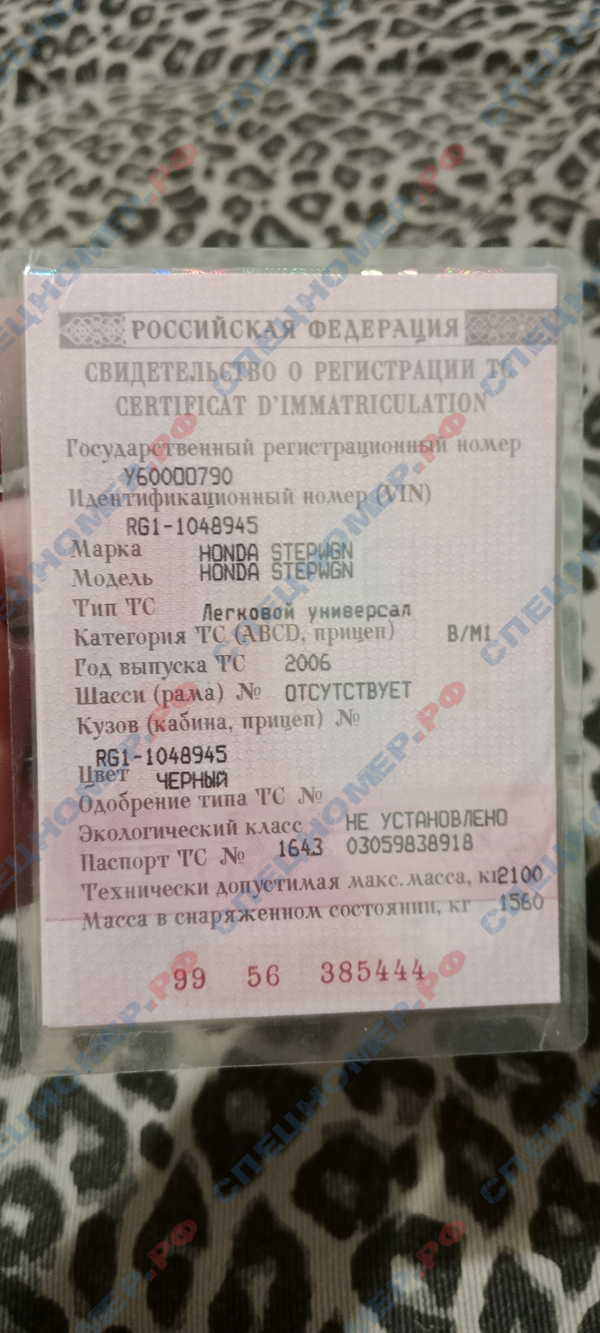 РОССИЙСКАЯ ФЕДЕРАЦИЯ
СВИДЕТЕЛЬСТВО О РЕГИСТРАЦИИ ТС
CERTIFICAT D'IMMATRICULATION
Государственный регистрационный номер
У600ОО790
Идентификационный номер (VIN)
RG1-1048945
Марка HONDA STEPWGN
Модель HONDA STEPWGN
Тип ТС Легковой универсал
Категория ТС (ABCD, прицеп) B/M1
Год выпуска ТС 2006
Шасси (рама) № ОТСУТСТВУЕТ
Кузов (кабина, прицеп) №
RG1-1048945
Цвет ЧЕРНЫЙ
Одобрение типа ТС №
Экологический класс НЕ УСТАНОВЛЕНО
Паспорт ТС № 1643 03059838918
Технически допустимая макс. масса, кг 2100
Масса в снаряженном состоянии, кг 1560
99 56 385444
СПЕЦНОМЕР.РФ